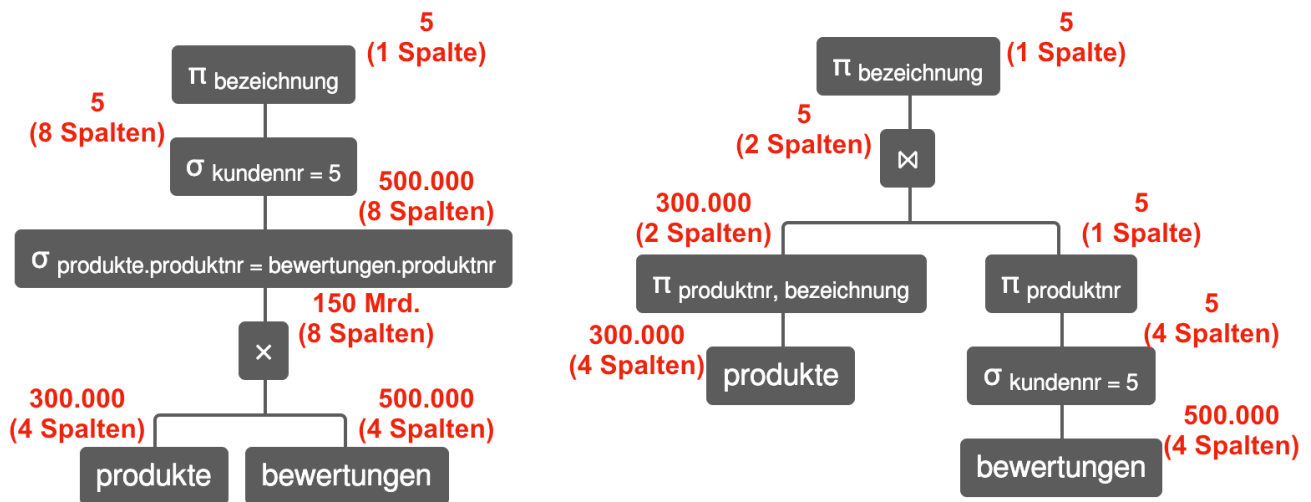 5
(1 Spalte)
π bezeichnung
5
(8 Spalten)
σ kundennr = 5
500.000
(8 Spalten)
σ produkte.produktnr = bewertungen.produktnr
150 Mrd.
(8 Spalten)
×
300.000
(4 Spalten)
500.000
(4 Spalten)
produkte
bewertungen
5
(1 Spalte)
π bezeichnung
5
(2 Spalten)
⋈
300.000
(2 Spalten)
5
(1 Spalte)
π produktnr, bezeichnung
π produktnr
300.000
(4 Spalten)
5
(4 Spalten)
produkte
σ kundennr = 5
500.000
(4 Spalten)
bewertungen